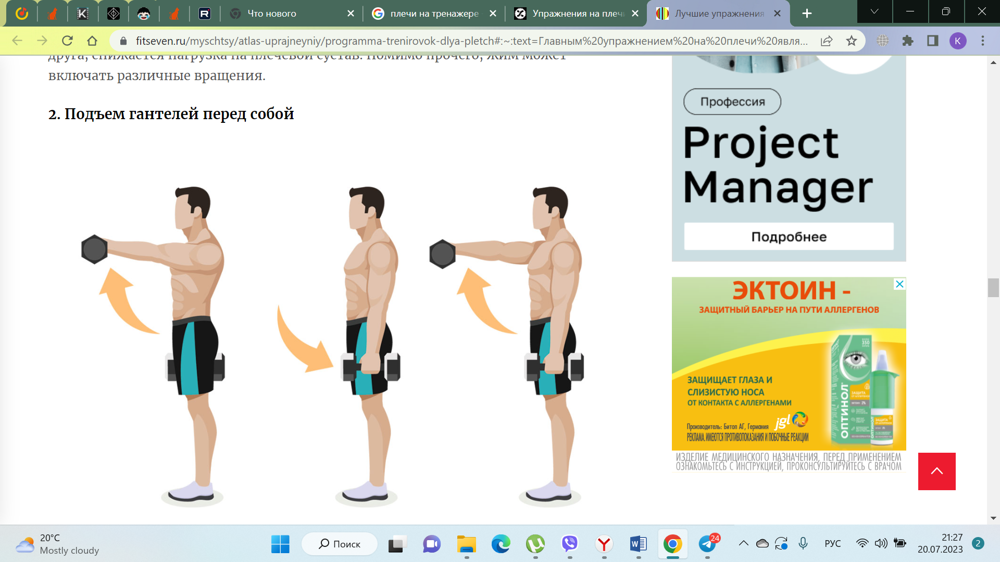 Что нового
плечи на тренажере
Упражнения на плечи
Лучшие упражнения
fitseven.ru/myschtsy/atlas-uprajneyniy/programma-trenirovok-dlya-pletch#:~:text=Главным%20упражнением%20на%20плечи%20явля...
K
друга, снижается нагрузка на плечевой сустав. Помимо прочего, жим может
включать различные вращения.
2. Подъем гантелей перед собой
Профессия
Project
Manager
Подробнее
ЭКТОИН -
ЗАЩИТНЫЙ БАРЬЕР НА ПУТИ АЛЛЕРГЕНОВ
ЗАЩИЩАЕТ ГЛАЗА И
СЛИЗИСТУЮ НОСА
ОТ КОНТАКТА С АЛЛЕРГЕНАМИ
350
ОПТИНОЛ
ЗАЩИТА
jgl
Производитель: Битоп АГ, Германия
РЕКЛАМА. ИМЕЮТСЯ ПРОТИВОПОКАЗАНИЯ И ПОБОЧНЫЕ РЕАКЦИИ
ИЗДЕЛИЕ МЕДИЦИНСКОГО НАЗНАЧЕНИЯ, ПЕРЕД ПРИМЕНЕНИЕМ
ОЗНАКОМЬТЕСЬ С ИНСТРУКЦИЕЙ, ПРОКОНСУЛЬТИРУЙТЕСЬ С ВРАЧОМ
20°C
Mostly cloudy
Поиск
24
РУС
21:27
20.07.2023
2